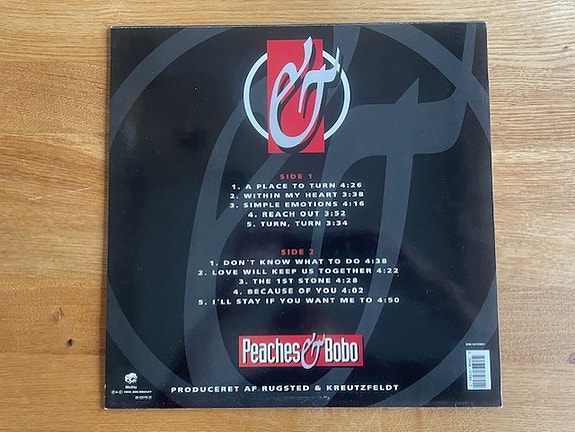 &
SIDE 1
1. A PLACE TO TURN 4:26
2. WITHIN MY HEART 3:38
3. SIMPLE EMOTIONS 4:16
4. REACH OUT 3:52
5. TURN, TURN 3:34
SIDE 2
1. DON'T KNOW WHAT TO DO 4:38
2. LOVE WILL KEEP US TOGETHER 4:22
3. THE 1ST STONE 4:28
4. BECAUSE OF YOU 4:02
5. I'LL STAY IF YOU WANT ME TO 4:50
Peaches & Bobo
Medley
PRODUCERET AF RUGSTED & KREUTZFELDT